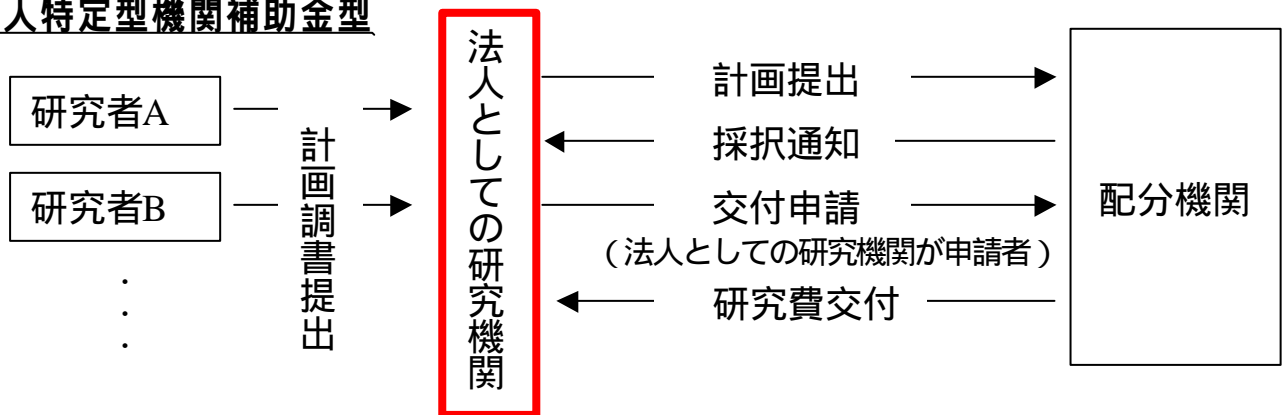 人特定型機関補助金型
研究者A
研究者B
・
・
・
計画調書提出
法人としての研究機関
計画提出
採択通知
交付申請
(法人としての研究機関が申請者)
研究費交付
配分機関